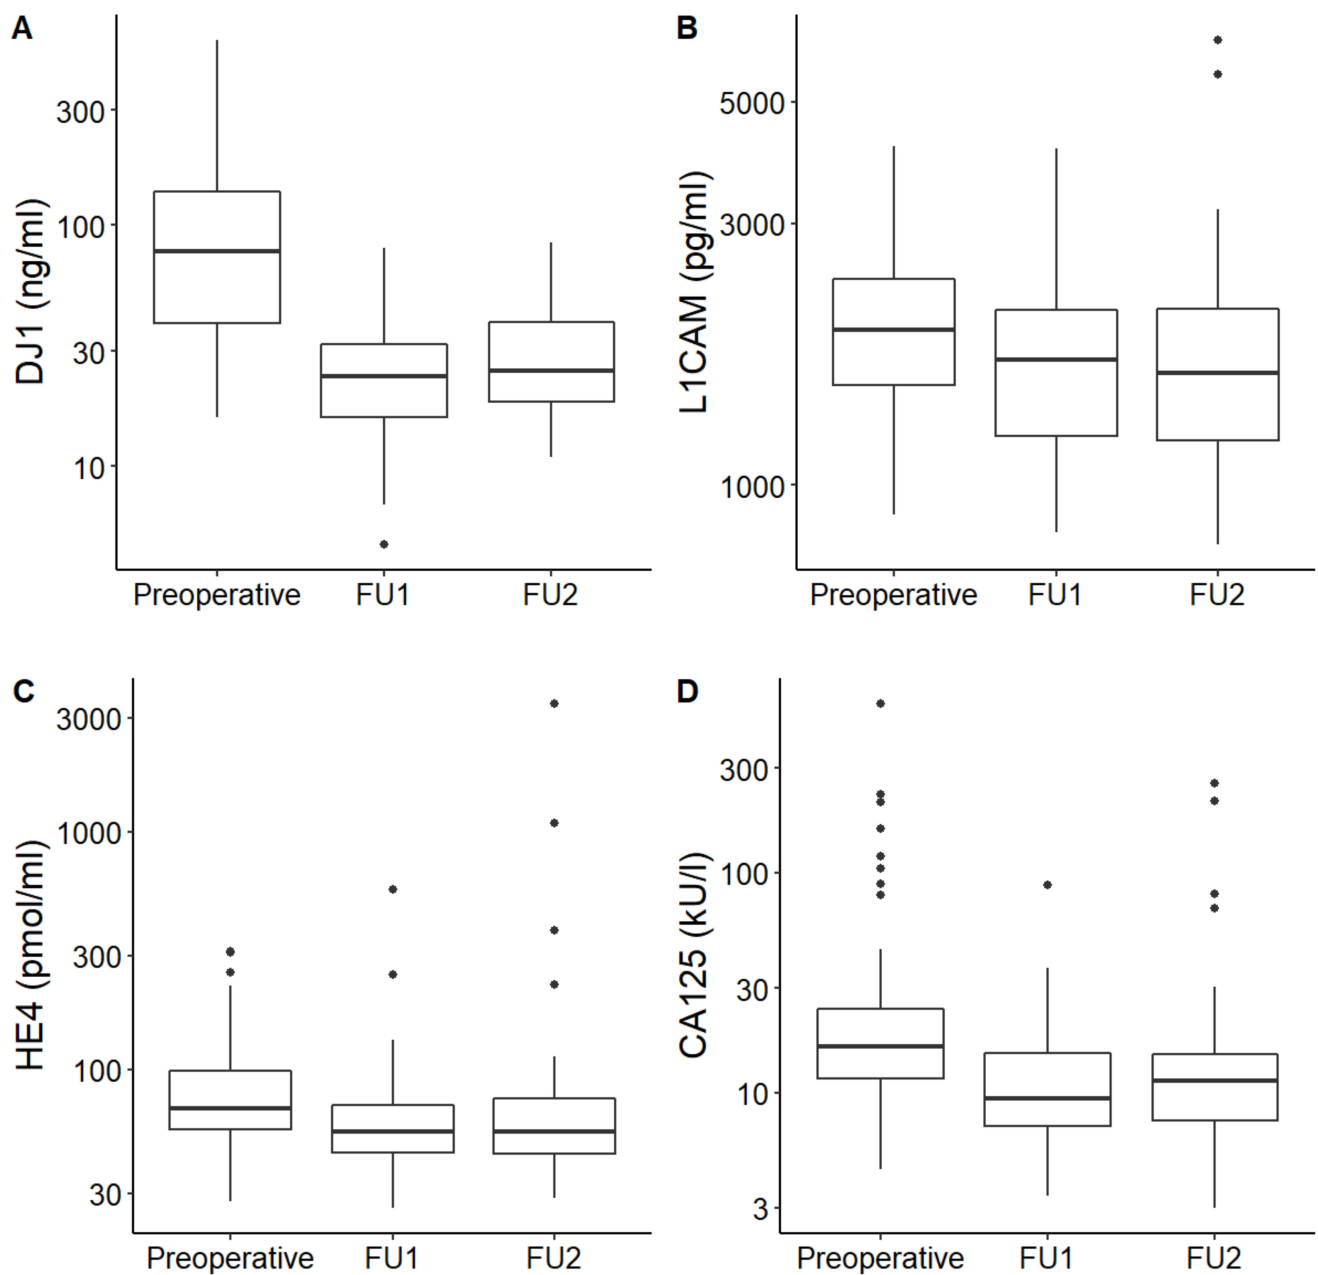 A
DJ1 (ng/ml)
300
100
30
10
Preoperative FU1 FU2
B
L1CAM (pg/ml)
5000
3000
1000
Preoperative FU1 FU2
C
HE4 (pmol/ml)
3000
1000
300
100
30
Preoperative FU1 FU2
D
CA125 (kU/l)
300
100
30
10
3
Preoperative FU1 FU2